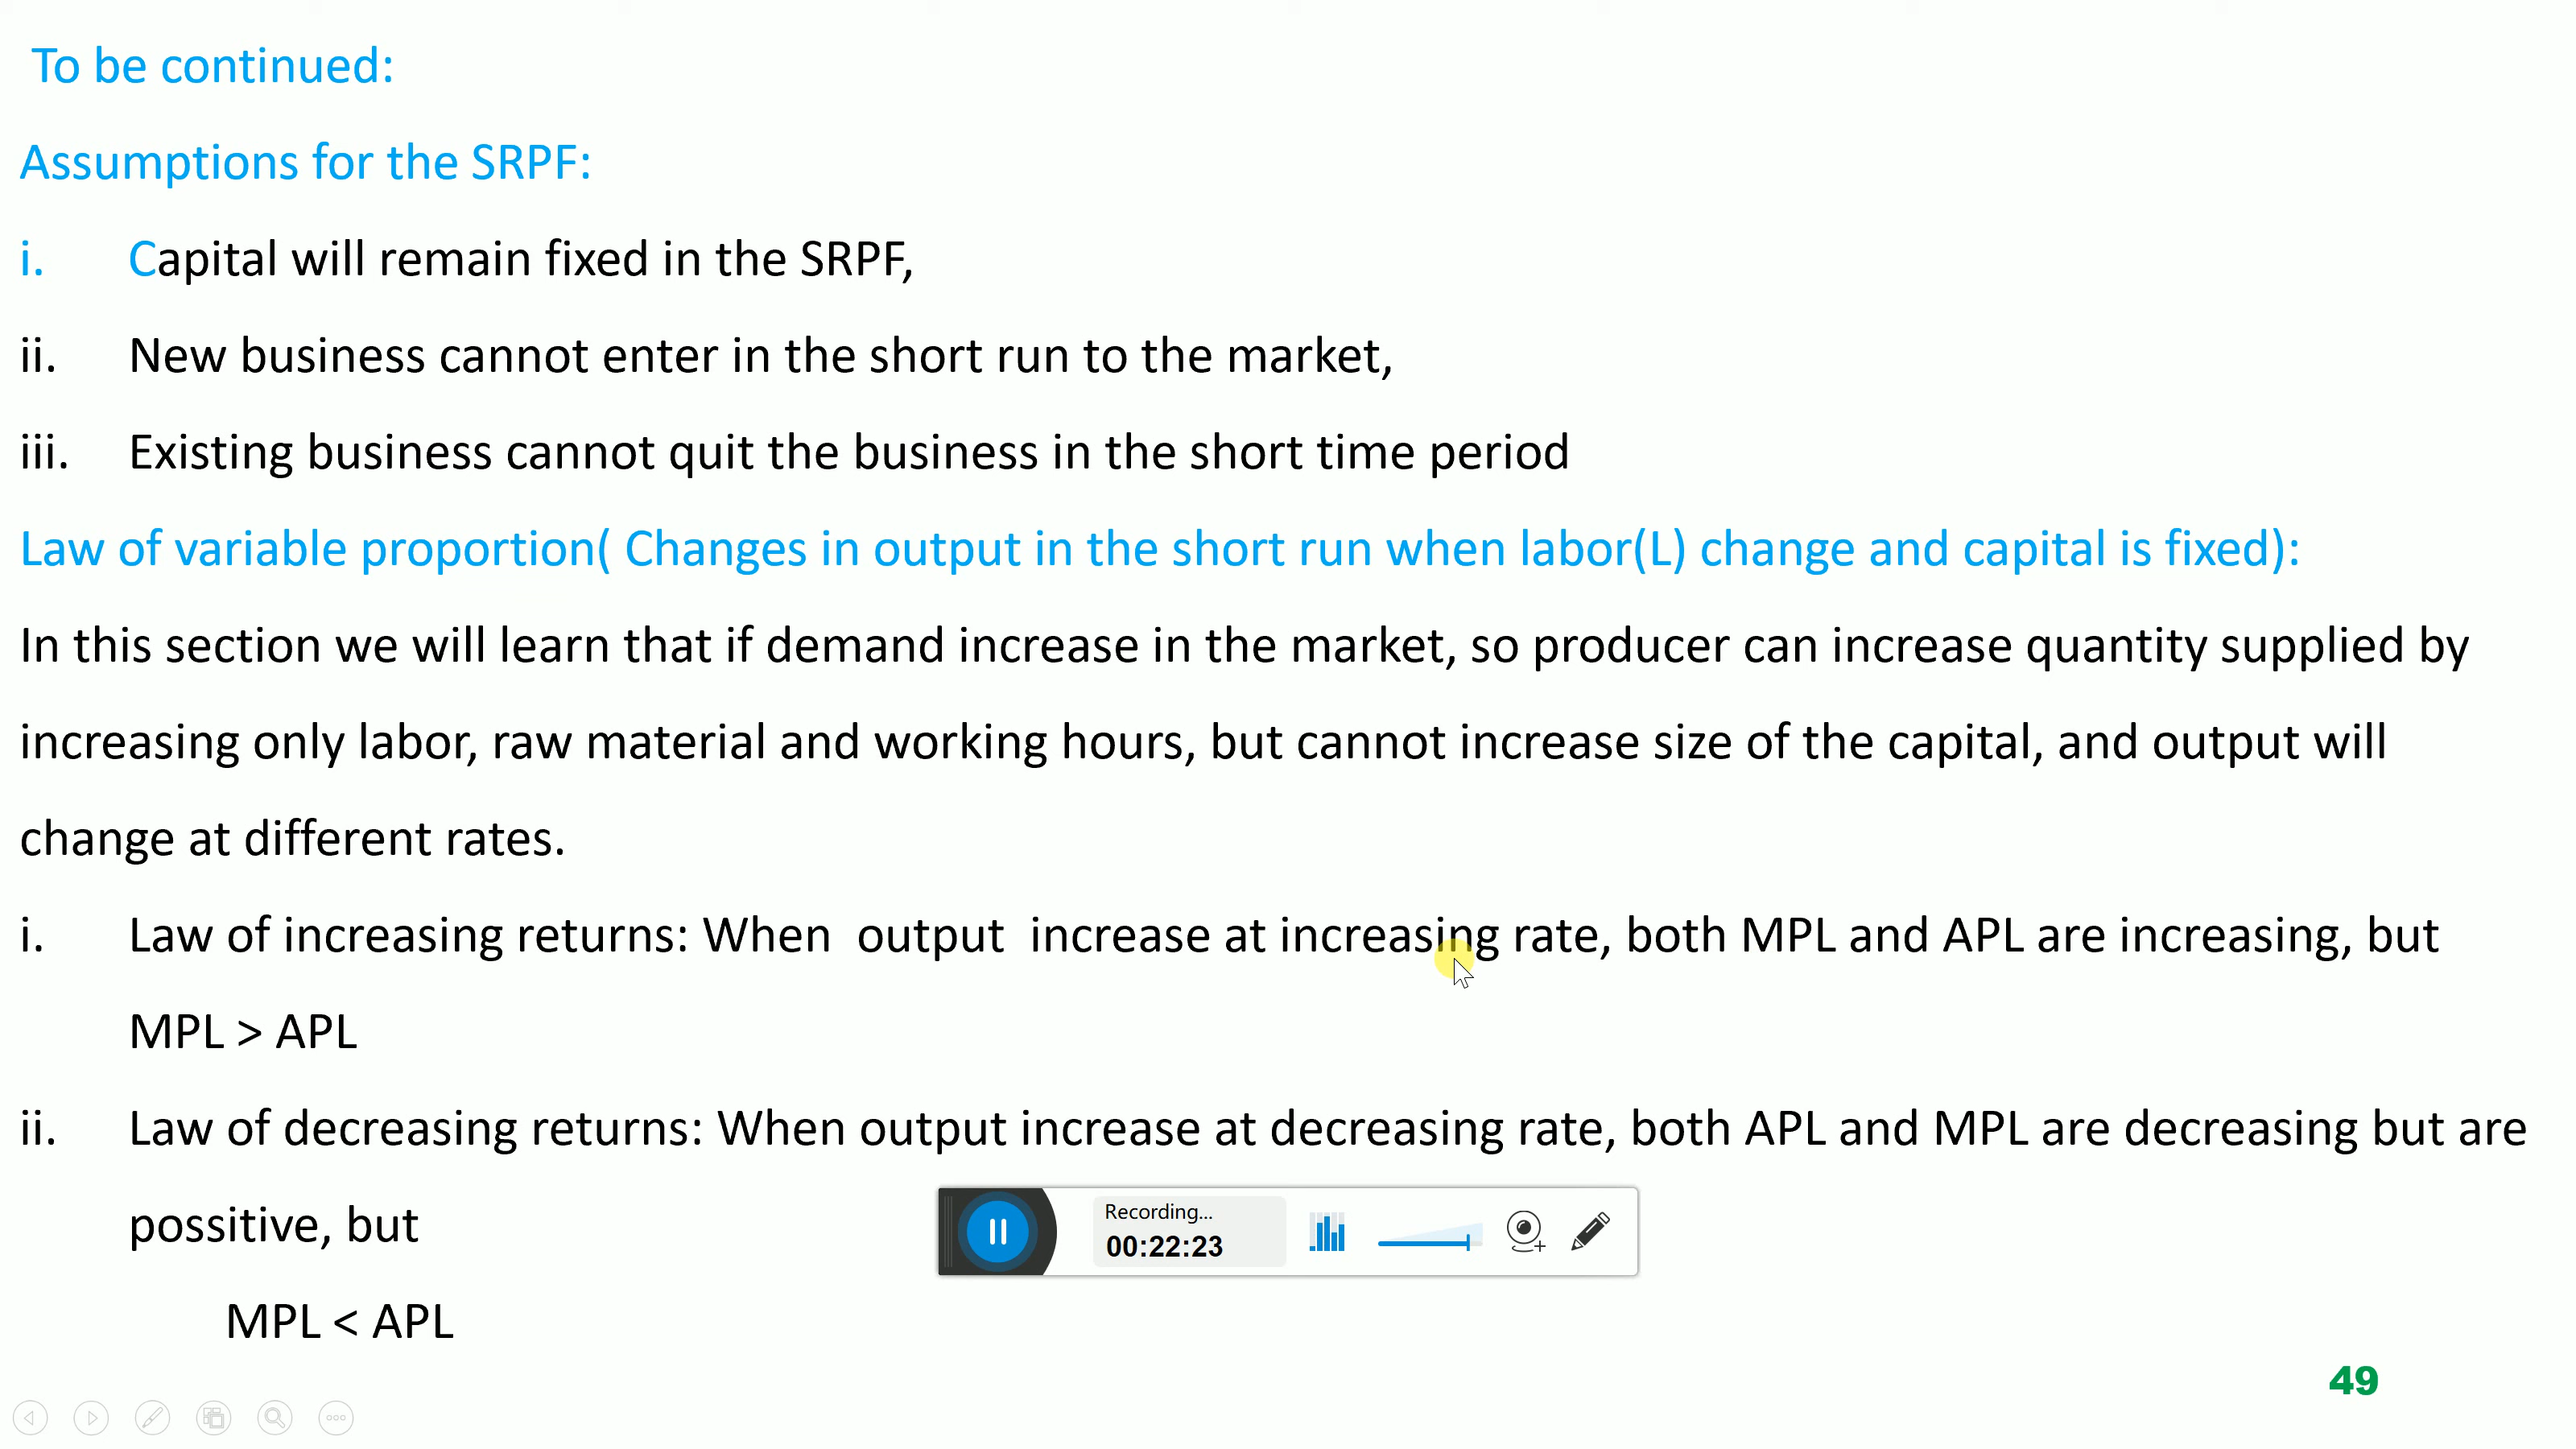 To be continued:
Assumptions for the SRPF:
i. Capital will remain fixed in the SRPF,
ii. New business cannot enter in the short run to the market,
iii. Existing business cannot quit the business in the short time period
Law of variable proportion( Changes in output in the short run when labor(L) change and capital is fixed):
In this section we will learn that if demand increase in the market, so producer can increase quantity supplied by
increasing only labor, raw material and working hours, but cannot increase size of the capital, and output will
change at different rates.
i. Law of increasing returns: When output increase at increasing rate, both MPL and APL are increasing, but
MPL > APL
ii. Law of decreasing returns: When output increase at decreasing rate, both APL and MPL are decreasing but are
possitive, but
MPL < APL
Recording...
00:22:23
49